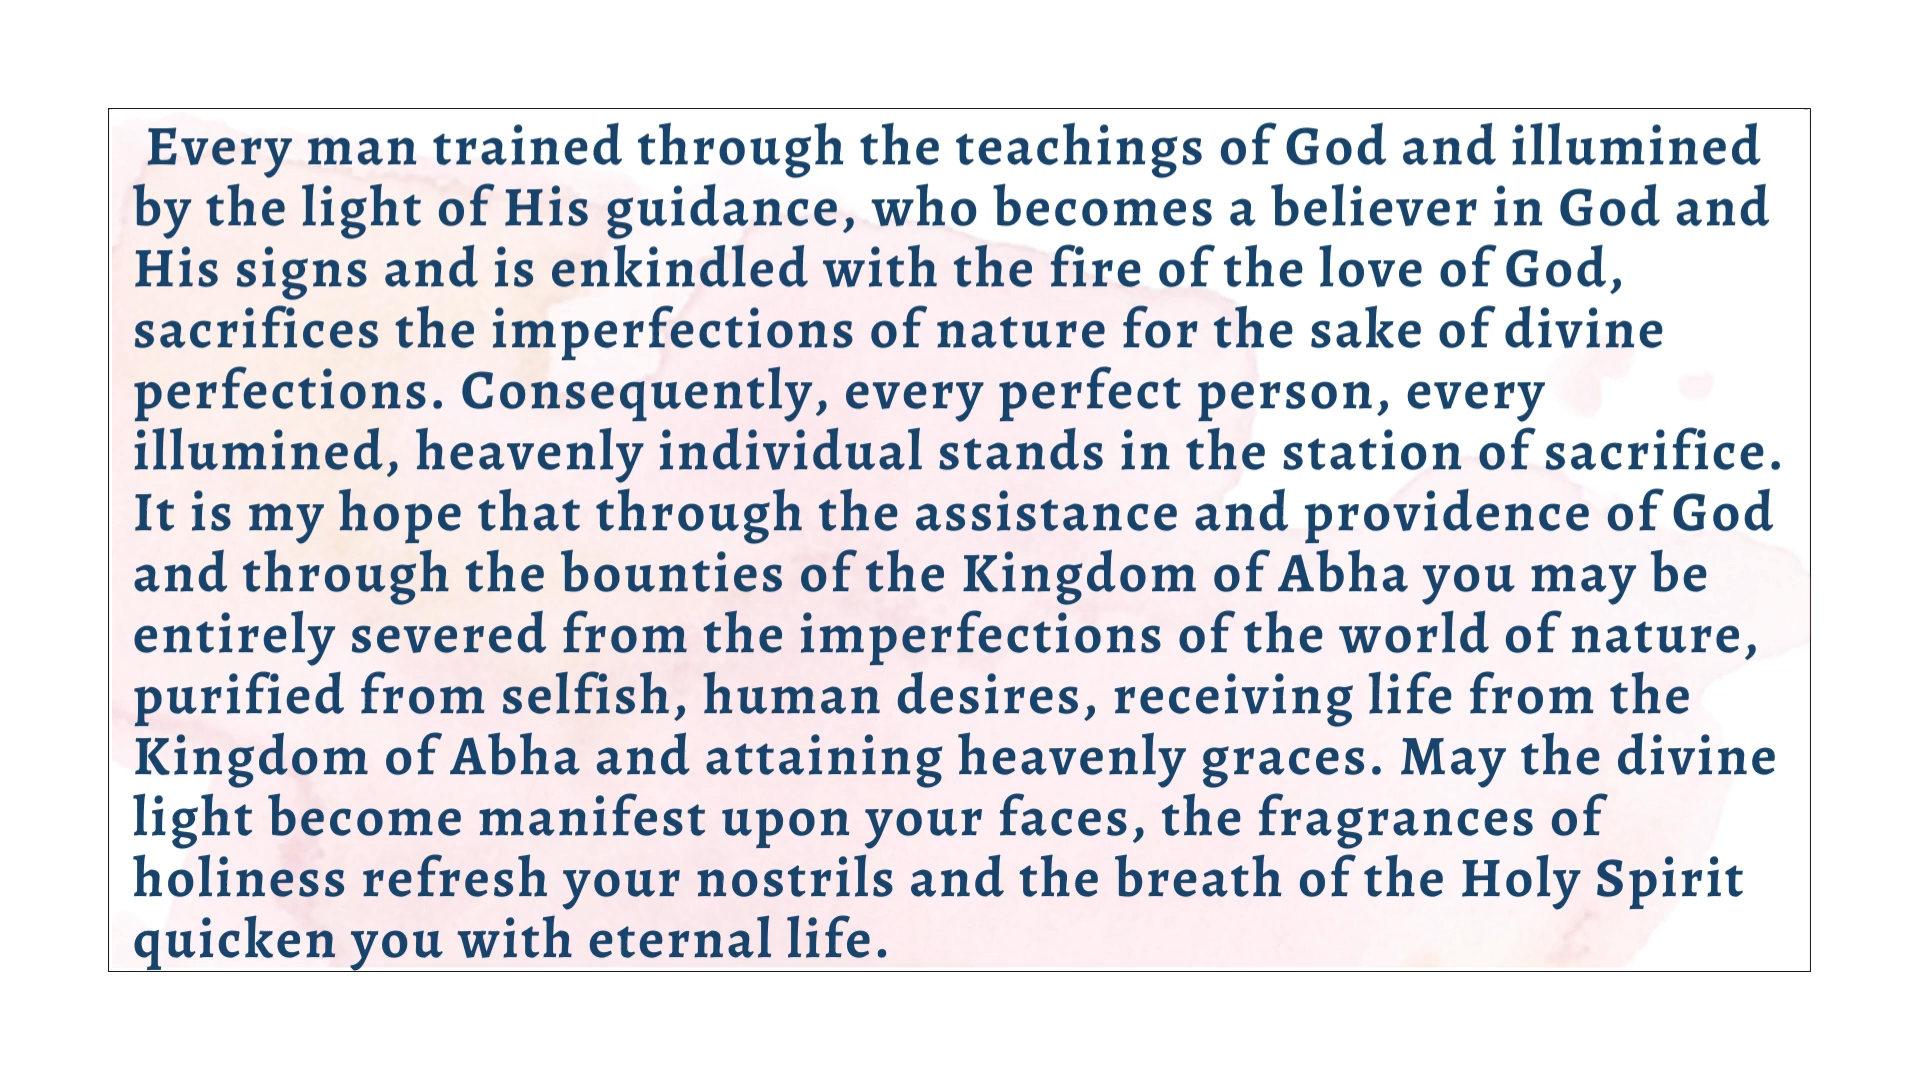 Every man trained through the teachings of God and illumined
by the light of His guidance, who becomes a believer in God and
His signs and is enkindled with the fire of the love of God,
sacrifices the imperfections of nature for the sake of divine
perfections. Consequently, every perfect person, every
illumined, heavenly individual stands in the station of sacrifice.
It is my hope that through the assistance and providence of God
and through the bounties of the Kingdom of Abha you may be
entirely severed from the imperfections of the world of nature,
purified from selfish, human desires, receiving life from the
Kingdom of Abha and attaining heavenly graces. May the divine
light become manifest upon your faces, the fragrances of
holiness refresh your nostrils and the breath of the Holy Spirit
quicken you with eternal life.